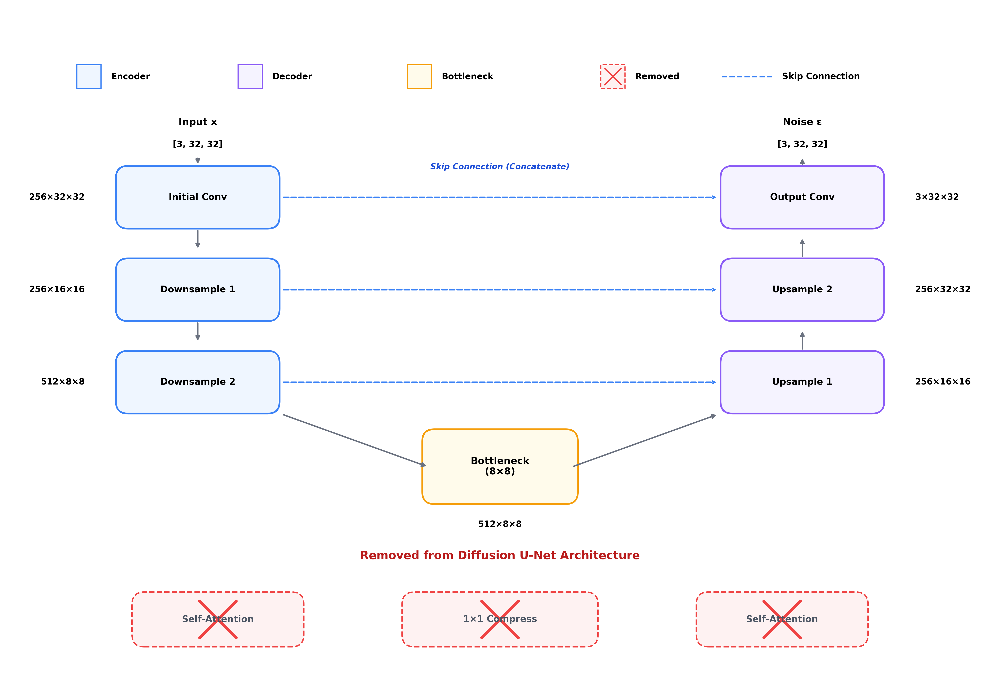 Encoder
Decoder
Bottleneck
Removed
Skip Connection
Input x
Noise ε
[3, 32, 32]
[3, 32, 32]
Skip Connection (Concatenate)
256×32×32
Initial Conv
Output Conv
3×32×32
256×16×16
Downsample 1
Upsample 2
256×32×32
512×8×8
Downsample 2
Upsample 1
256×16×16
Bottleneck
(8×8)
512×8×8
Removed from Diffusion U-Net Architecture
Self-Attention
1×1 Compress
Self-Attention